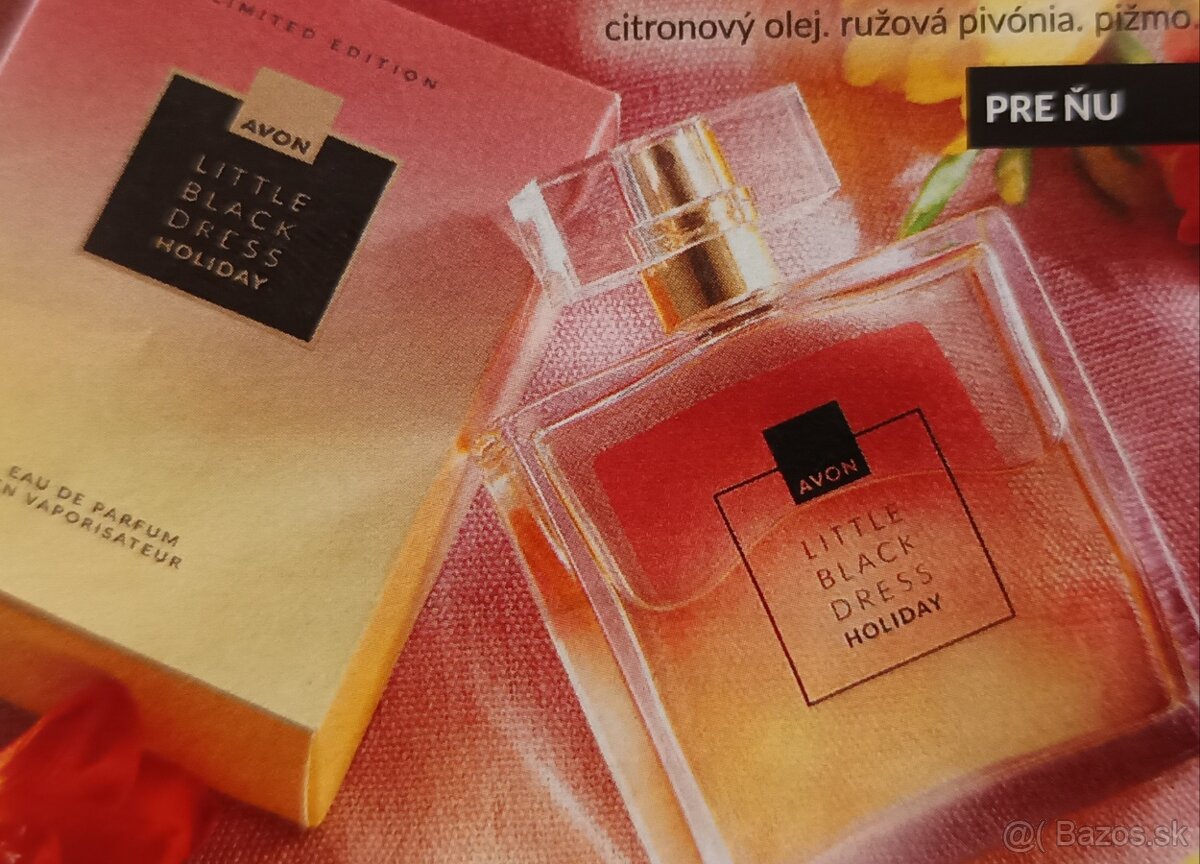 citronový olej. ružová pivónia. pižmo.
PRE ŇU
LIMITED EDITION
AVON
LITTLE
BLACK
DRESS
HOLIDAY
EAU DE PARFUM
EN VAPORISATEUR
AVON
LITTLE
BLACK
DRESS
HOLIDAY
@( Bazos.sk